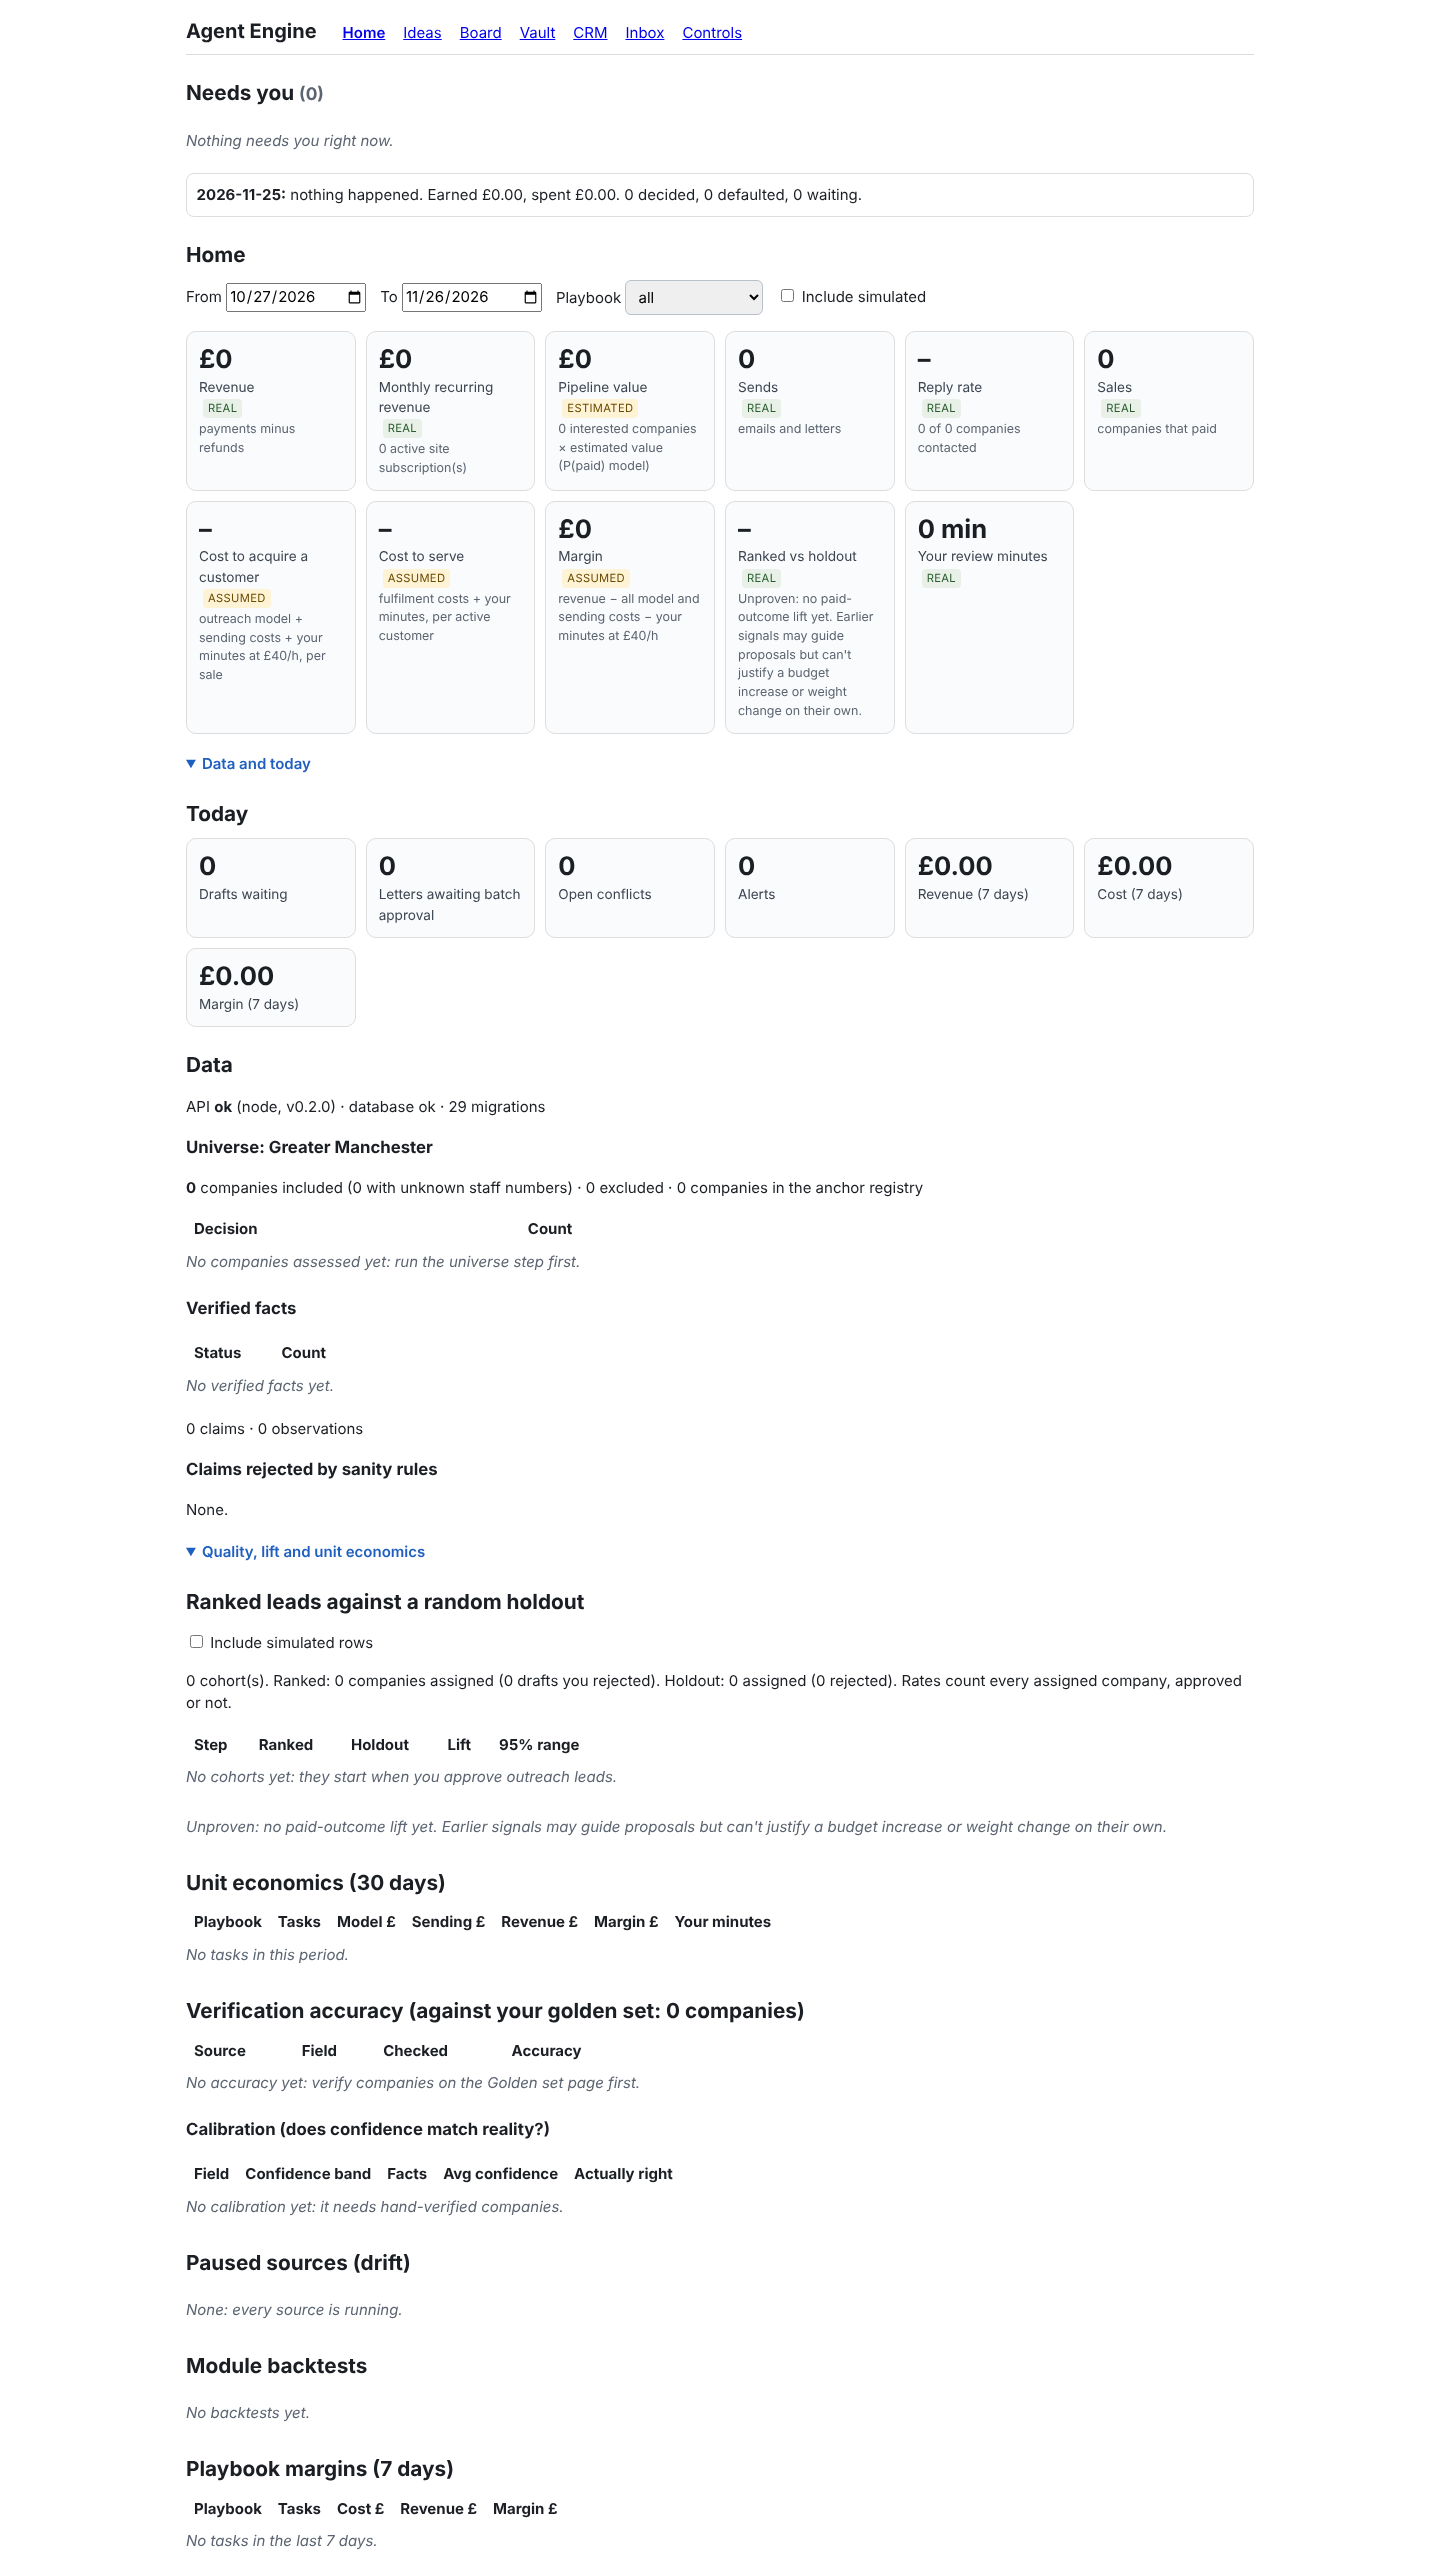 Agent Engine Home Ideas Board Vault CRM Inbox Controls
Needs you (0)
Nothing needs you right now.
2026-11-25: nothing happened. Earned £0.00, spent £0.00. 0 decided, 0 defaulted, 0 waiting.
Home
From 10/27/2026 To 11/26/2026 Playbook all Include simulated
£0
Revenue
REAL
payments minus
refunds
£0
Monthly recurring
revenue
REAL
0 active site
subscription(s)
£0
Pipeline value
ESTIMATED
0 interested companies
× estimated value
(P(paid) model)
0
Sends
REAL
emails and letters
–
Reply rate
REAL
0 of 0 companies
contacted
0
Sales
REAL
companies that paid
–
Cost to acquire a
customer
ASSUMED
outreach model +
sending costs + your
minutes at £40/h, per
sale
–
Cost to serve
ASSUMED
fulfilment costs + your
minutes, per active
customer
£0
Margin
ASSUMED
revenue − all model and
sending costs − your
minutes at £40/h
–
Ranked vs holdout
REAL
Unproven: no paid-
outcome lift yet. Earlier
signals may guide
proposals but can't
justify a budget
increase or weight
change on their own.
0 min
Your review minutes
REAL
Data and today
Today
0
Drafts waiting
0
Letters awaiting batch
approval
0
Open conflicts
0
Alerts
£0.00
Revenue (7 days)
£0.00
Cost (7 days)
£0.00
Margin (7 days)
Data
API ok (node, v0.2.0) · database ok · 29 migrations
Universe: Greater Manchester
0 companies included (0 with unknown staff numbers) · 0 excluded · 0 companies in the anchor registry
Decision Count
No companies assessed yet: run the universe step first.
Verified facts
Status Count
No verified facts yet.
0 claims · 0 observations
Claims rejected by sanity rules
None.
Quality, lift and unit economics
Ranked leads against a random holdout
Include simulated rows
0 cohort(s). Ranked: 0 companies assigned (0 drafts you rejected). Holdout: 0 assigned (0 rejected). Rates count every assigned company, approved
or not.
Step Ranked Holdout Lift 95% range
No cohorts yet: they start when you approve outreach leads.
Unproven: no paid-outcome lift yet. Earlier signals may guide proposals but can't justify a budget increase or weight change on their own.
Unit economics (30 days)
Playbook Tasks Model £ Sending £ Revenue £ Margin £ Your minutes
No tasks in this period.
Verification accuracy (against your golden set: 0 companies)
Source Field Checked Accuracy
No accuracy yet: verify companies on the Golden set page first.
Calibration (does confidence match reality?)
Field Confidence band Facts Avg confidence Actually right
No calibration yet: it needs hand-verified companies.
Paused sources (drift)
None: every source is running.
Module backtests
No backtests yet.
Playbook margins (7 days)
Playbook Tasks Cost £ Revenue £ Margin £
No tasks in the last 7 days.